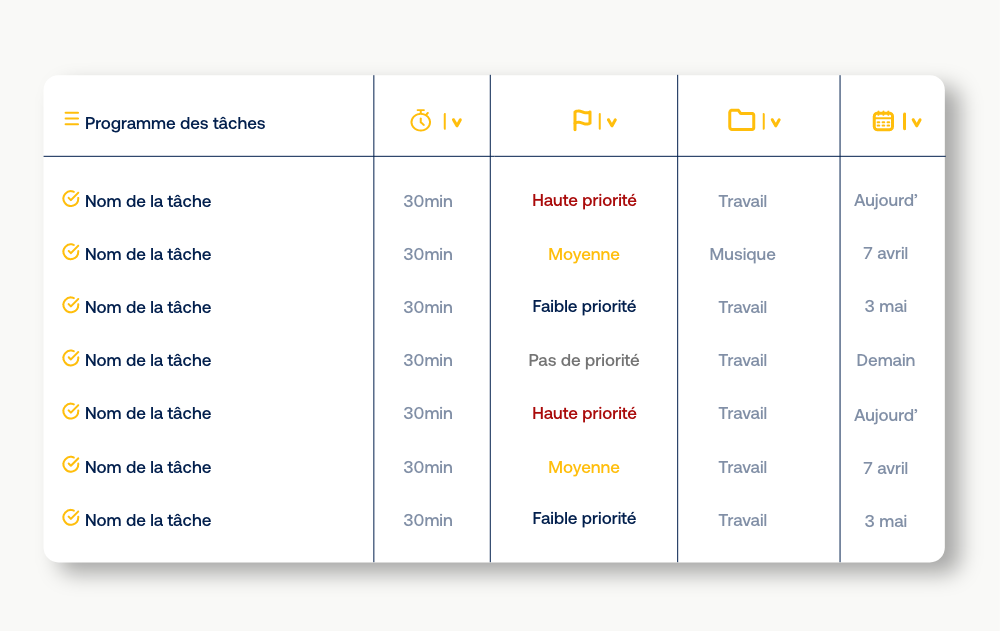 Programme des tâches
Nom de la tâche 30min Haute priorité Travail Aujourd’
Nom de la tâche 30min Moyenne Musique 7 avril
Nom de la tâche 30min Faible priorité Travail 3 mai
Nom de la tâche 30min Pas de priorité Travail Demain
Nom de la tâche 30min Haute priorité Travail Aujourd’
Nom de la tâche 30min Moyenne Travail 7 avril
Nom de la tâche 30min Faible priorité Travail 3 mai